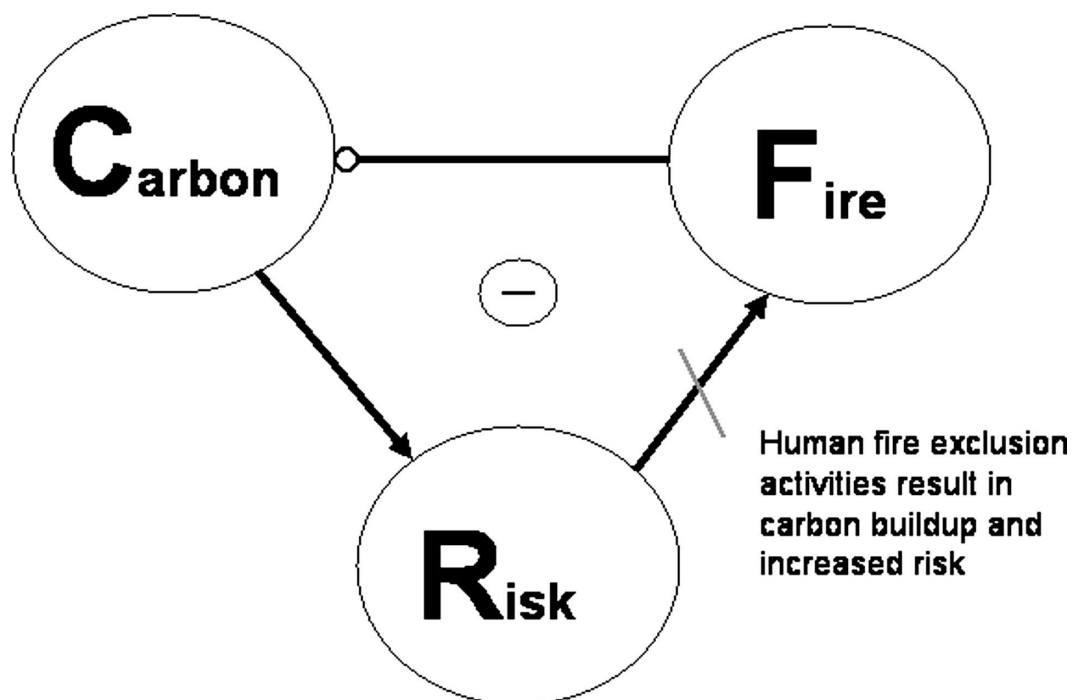 Carbon
Fire
−
Risk
Human fire exclusion
activities result in
carbon buildup and
increased risk